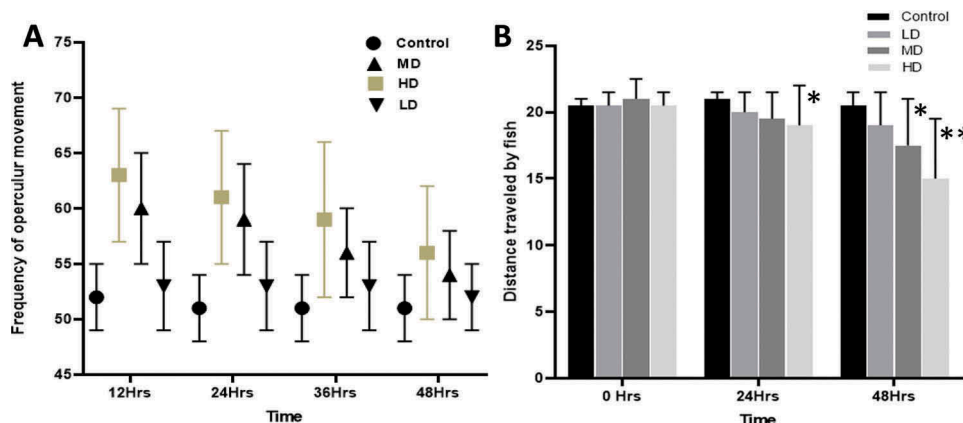 A
75
70
65
60
55
50
45
Frequency of operculur movement
Control
MD
HD
LD
12Hrs
24Hrs
36Hrs
48Hrs
Time
B
25
20
15
10
5
0
Distance traveled by fish
Control
LD
MD
HD
*
*
**
0 Hrs
24Hrs
48Hrs
Time